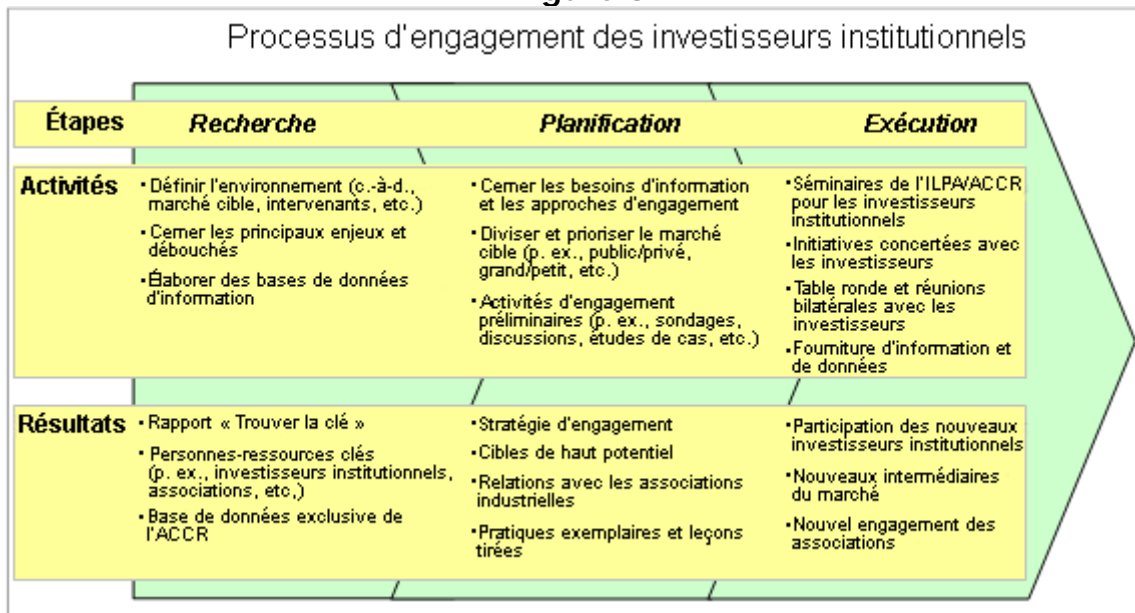 Processus d'engagement des investisseurs institutionnels
Étapes
Recherche
Planification
Exécution
Activités
• Définir l'environnement (c.-à-d.,
marché cible, intervenants, etc.)
• Cerner les principaux enjeux et
débouchés
• Élaborer des bases de données
d'information
• Cerner les besoins d'information
et les approches d'engagement
• Diviser et prioriser le marché
cible (p. ex., public/privé,
grand/petit, etc.)
• Activités d'engagement
préliminaires (p. ex., sondages,
discussions, études de cas, etc.)
• Séminaires de l'ILPA/ACCR
pour les investisseurs
institutionnels
• Initiatives concertées avec
les investisseurs
• Table ronde et réunions
bilatérales avec les
investisseurs
• Fourniture d'information et
de données
Résultats
• Rapport « Trouver la clé »
• Personnes-ressources clés
(p. ex., investisseurs institutionnels,
associations, etc,)
• Base de données exclusive de
l'ACCR
• Stratégie d'engagement
• Cibles de haut potentiel
• Relations avec les associations
industrielles
• Pratiques exemplaires et leçons
tirées
• Participation des nouveaux
investisseurs institutionnels
• Nouveaux intermédiaires
du marché
• Nouvel engagement des
associations